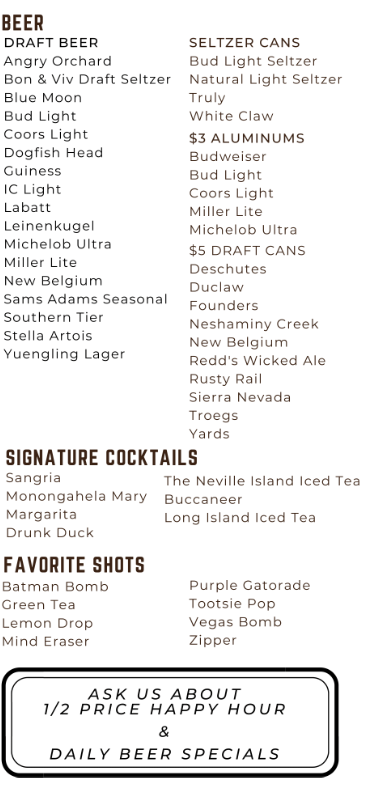 BEER
DRAFT BEER
Angry Orchard
Bon & Viv Draft Seltzer
Blue Moon
Bud Light
Coors Light
Dogfish Head
Guiness
IC Light
Labatt
Leinenkugel
Michelob Ultra
Miller Lite
New Belgium
Sams Adams Seasonal
Southern Tier
Stella Artois
Yuengling Lager
SELTZER CANS
Bud Light Seltzer
Natural Light Seltzer
Truly
White Claw
$3 ALUMINUMS
Budweiser
Bud Light
Coors Light
Miller Lite
Michelob Ultra
$5 DRAFT CANS
Deschutes
Duclaw
Founders
Neshaminy Creek
New Belgium
Redd's Wicked Ale
Rusty Rail
Sierra Nevada
Troegs
Yards
SIGNATURE COCKTAILS
Sangria
Monongahela Mary
Margarita
Drunk Duck
The Neville Island Iced Tea
Buccaneer
Long Island Iced Tea
FAVORITE SHOTS
Batman Bomb
Green Tea
Lemon Drop
Mind Eraser
Purple Gatorade
Tootsie Pop
Vegas Bomb
Zipper
ASK US ABOUT
1/2 PRICE HAPPY HOUR
&
DAILY BEER SPECIALS